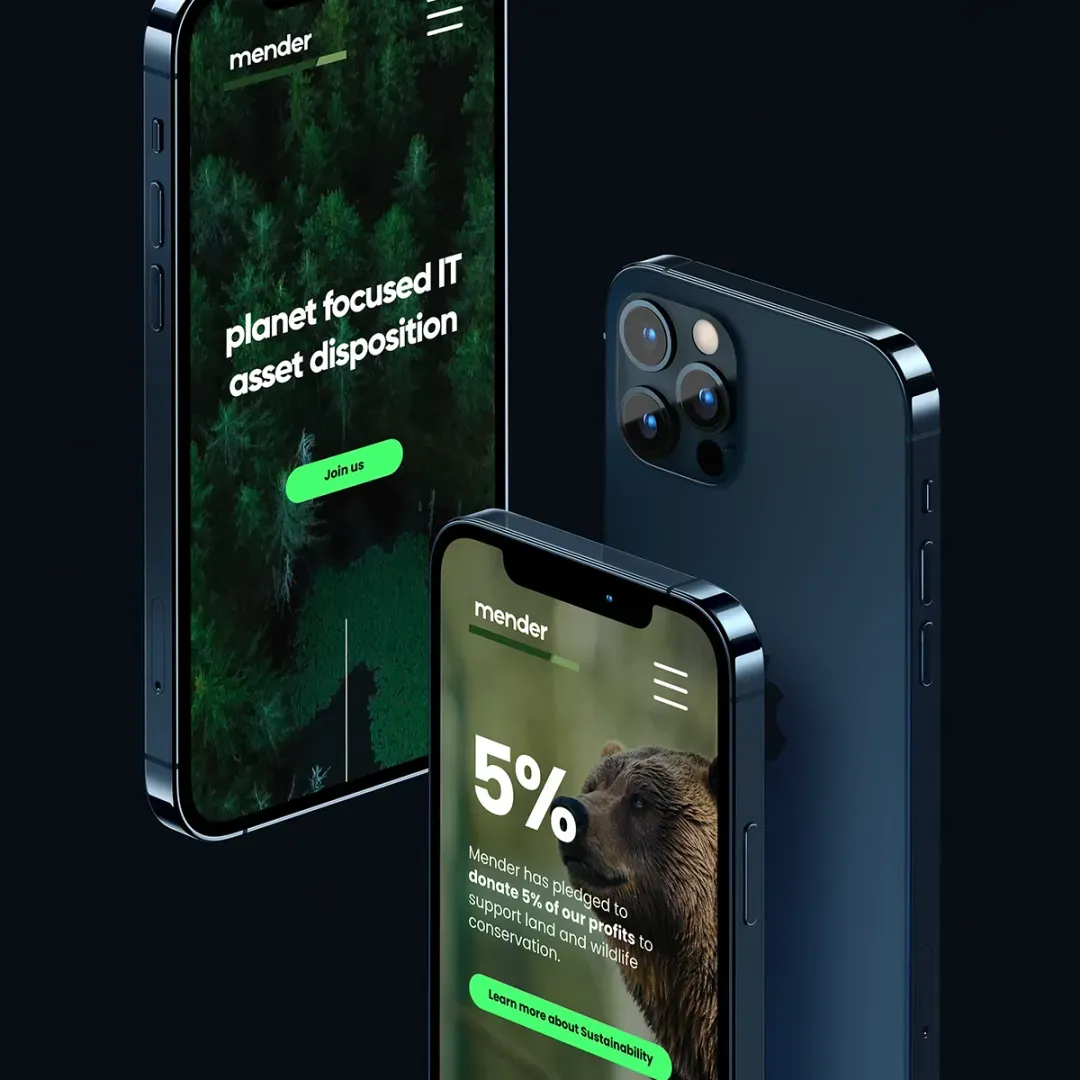 mender
planet focused IT
asset disposition
Join us
mender
5%
Mender has pledged to
donate 5% of our profits to
support land and wildlife
conservation.
Learn more about Sustainability